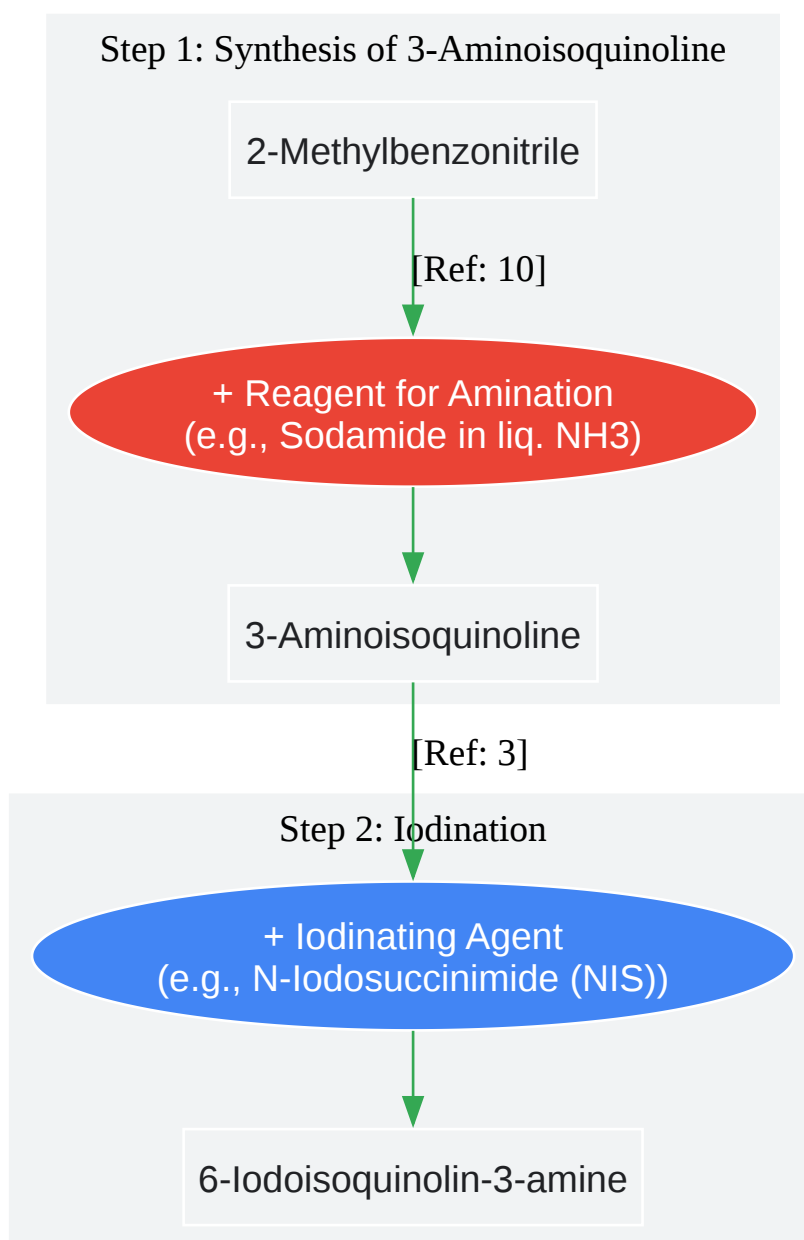 Step 1: Synthesis of 3-Aminoisoquinoline
2-Methylbenzonitrile
[Ref: 10]
+ Reagent for Amination
(e.g., Sodamide in liq. NH3)
3-Aminoisoquinoline
[Ref: 3]
Step 2: Iodination
+ Iodinating Agent
(e.g., N-Iodosuccinimide (NIS))
6-Iodoisoquinolin-3-amine